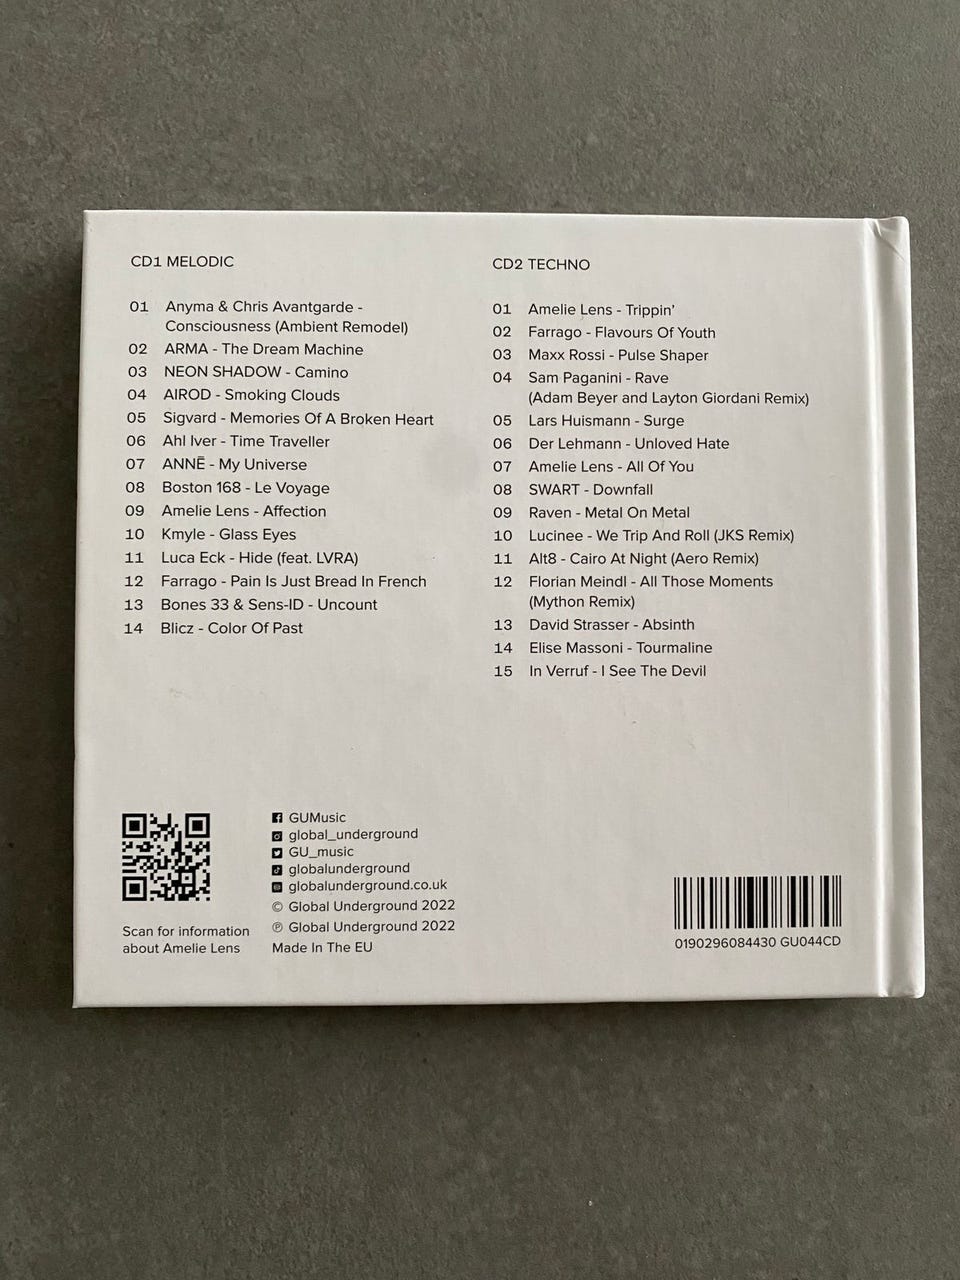 CD1 MELODIC
01 Anyma & Chris Avantgarde -
Consciousness (Ambient Remodel)
02 ARMA - The Dream Machine
03 NEON SHADOW - Camino
04 AIROD - Smoking Clouds
05 Sigvard - Memories Of A Broken Heart
06 Ahl Iver - Time Traveller
07 ANNĒ - My Universe
08 Boston 168 - Le Voyage
09 Amelie Lens - Affection
10 Kmyle - Glass Eyes
11 Luca Eck - Hide (feat. LVRA)
12 Farrago - Pain Is Just Bread In French
13 Bones 33 & Sens-ID - Uncount
14 Blicz - Color Of Past
CD2 TECHNO
01 Amelie Lens - Trippin’
02 Farrago - Flavours Of Youth
03 Maxx Rossi - Pulse Shaper
04 Sam Paganini - Rave
(Adam Beyer and Layton Giordani Remix)
05 Lars Huismann - Surge
06 Der Lehmann - Unloved Hate
07 Amelie Lens - All Of You
08 SWART - Downfall
09 Raven - Metal On Metal
10 Lucinee - We Trip And Roll (JKS Remix)
11 Alt8 - Cairo At Night (Aero Remix)
12 Florian Meindl - All Those Moments
(Mython Remix)
13 David Strasser - Absinth
14 Elise Massoni - Tourmaline
15 In Verruf - I See The Devil
Scan for information
about Amelie Lens
GUMusic
global_underground
GU_music
globalunderground
globalunderground.co.uk
© Global Underground 2022
℗ Global Underground 2022
Made In The EU
0190296084430 GU044CD